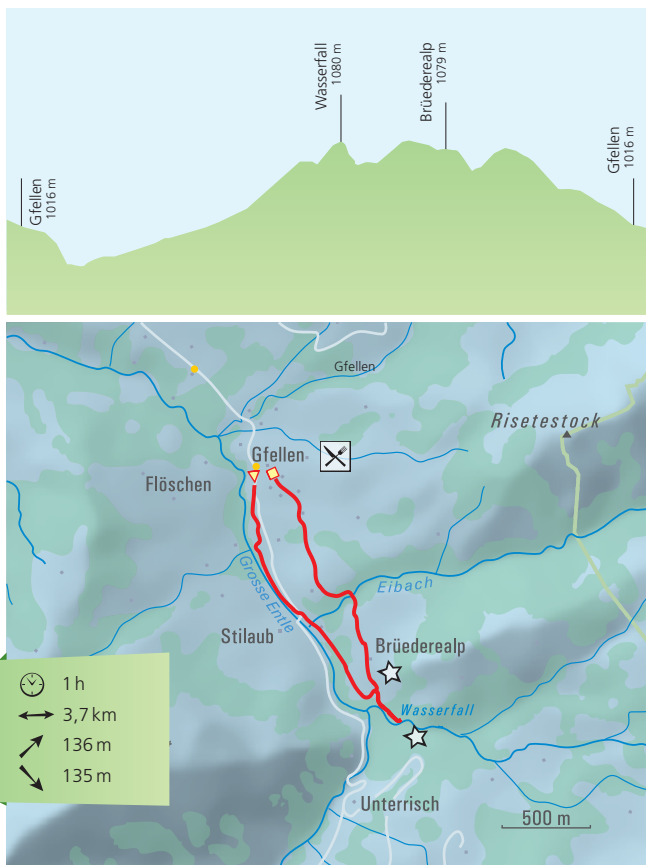 Gfellen
1016 m
Wasserfall
1080 m
Brüederealp
1079 m
Gfellen
1016 m
Gfellen
Risetestock
Gfellen
Flöschen
Grosse Entle
Eibach
Stilaub
Brüederealp
Wasserfall
Unterrisch
500 m
1 h
3,7 km
136 m
135 m